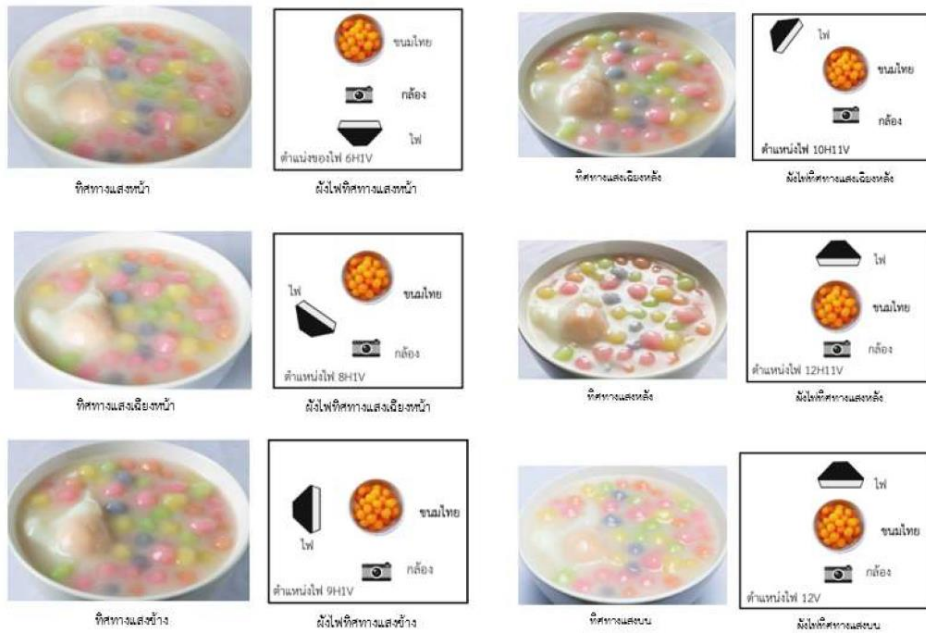 ขนมไทย
กล้อง
ไฟ
ตำแน่งของไฟ 6H1V
ทิศทางแสงหน้า
ผังไฟทิศทางแสงหน้า
ไฟ
ขนมไทย
กล้อง
ตำแหน่งไฟ 10H11V
ทิศทางแสงเฉียงหลัง
ผังไฟทิศทางแสงเฉียงหลัง
ไฟ
ขนมไทย
กล้อง
ตำแหน่งไฟ 8H1V
ทิศทางแสงเฉียงหน้า
ผังไฟทิศทางแสงเฉียงหน้า
ไฟ
ขนมไทย
กล้อง
ตำแหน่งไฟ 12H11V
ทิศทางแสงหลัง
ผังไฟทิศทางแสงหลัง
ขนมไทย
ไฟ
กล้อง
ตำแหน่งไฟ 9H1V
ทิศทางแสงข้าง
ผังไฟทิศทางแสงข้าง
ไฟ
ขนมไทย
กล้อง
ตำแหน่งไฟ 12V
ทิศทางแสงบน
ผังไฟทิศทางแสงบน